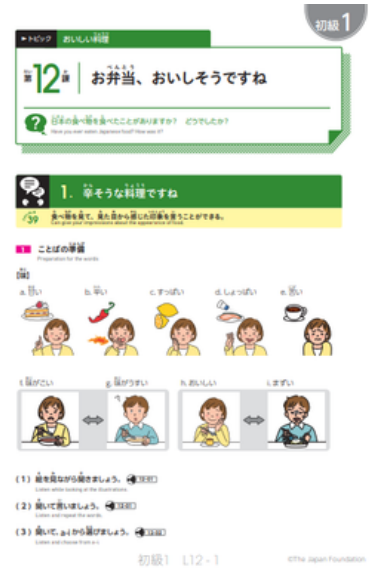 初級1
▶トピック おいしい料理
第12課 お弁当、おいしそうですね
? 日本の食べ物を食べたことがありますか? どうでしたか?
Have you ever eaten Japanese food? How was it?
1. 辛そうな料理ですね
39 食べ物を見て、見た目から感じた印象を言うことができる。
Can give your impressions about the appearance of food.
1 ことばの準備
Preparation for the words
【味】
a. 甘い b. 辛い c. すっぱい d. しょっぱい e. 苦い
f. 味がこい g. 味がうすい h. おいしい i. まずい
(1) 絵を見ながら聞きましょう。 12-01
Listen while looking at the illustrations.
(2) 聞いて言いましょう。 12-01
Listen and repeat the words.
(3) 聞いて、a-iから選びましょう。 12-02
Listen and choose from a-i.
初級1 L12 - 1
©The Japan Foundation